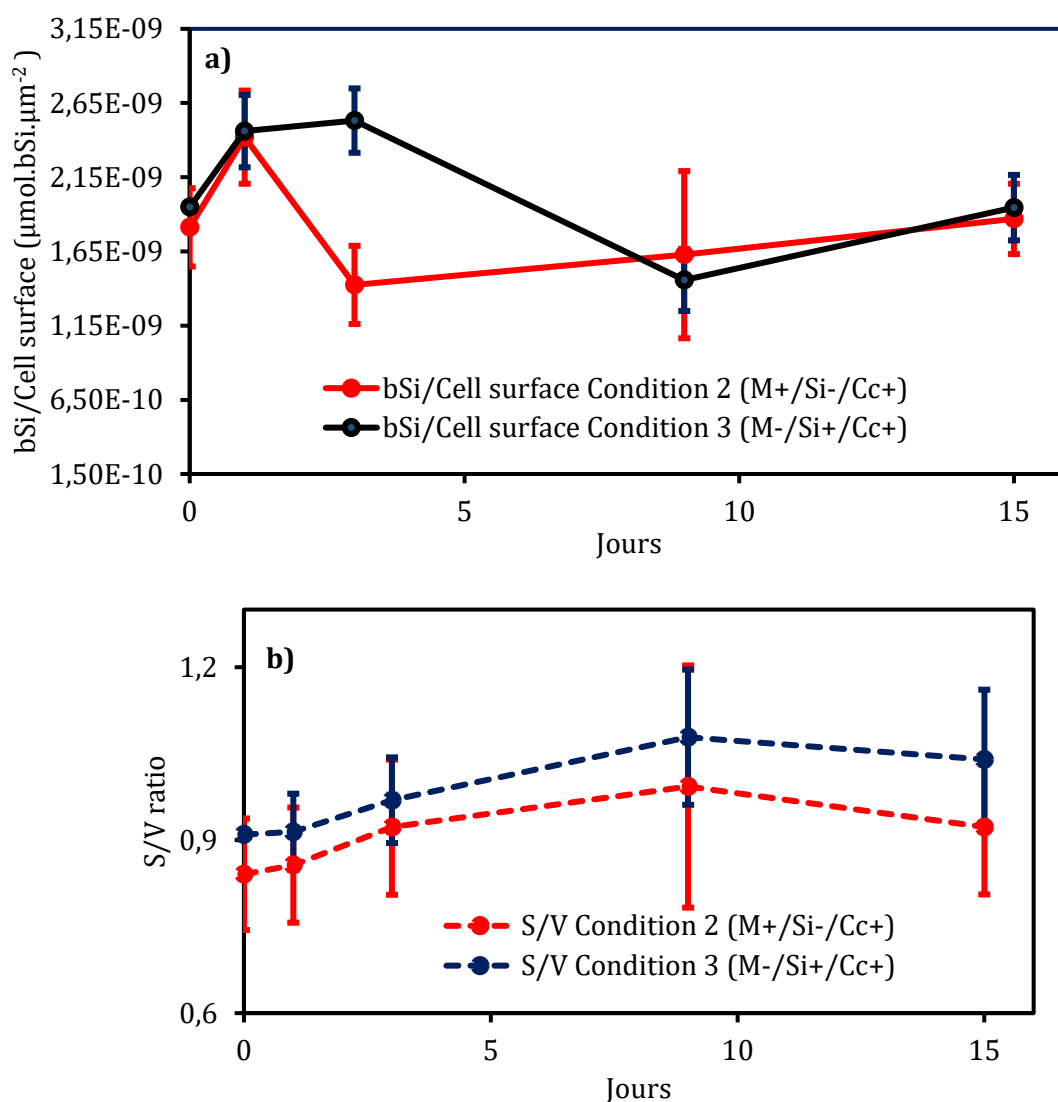 a)
bSi/Cell surface (µmol.bSi.µm-2)
3,15E-09
2,65E-09
2,15E-09
1,65E-09
1,15E-09
6,50E-10
1,50E-10
bSi/Cell surface Condition 2 (M+/Si-/Cc+)
bSi/Cell surface Condition 3 (M-/Si+/Cc+)
0 5 10 15
Jours
b)
S/V ratio
1,2
0,9
0,6
S/V Condition 2 (M+/Si-/Cc+)
S/V Condition 3 (M-/Si+/Cc+)
0 5 10 15
Jours